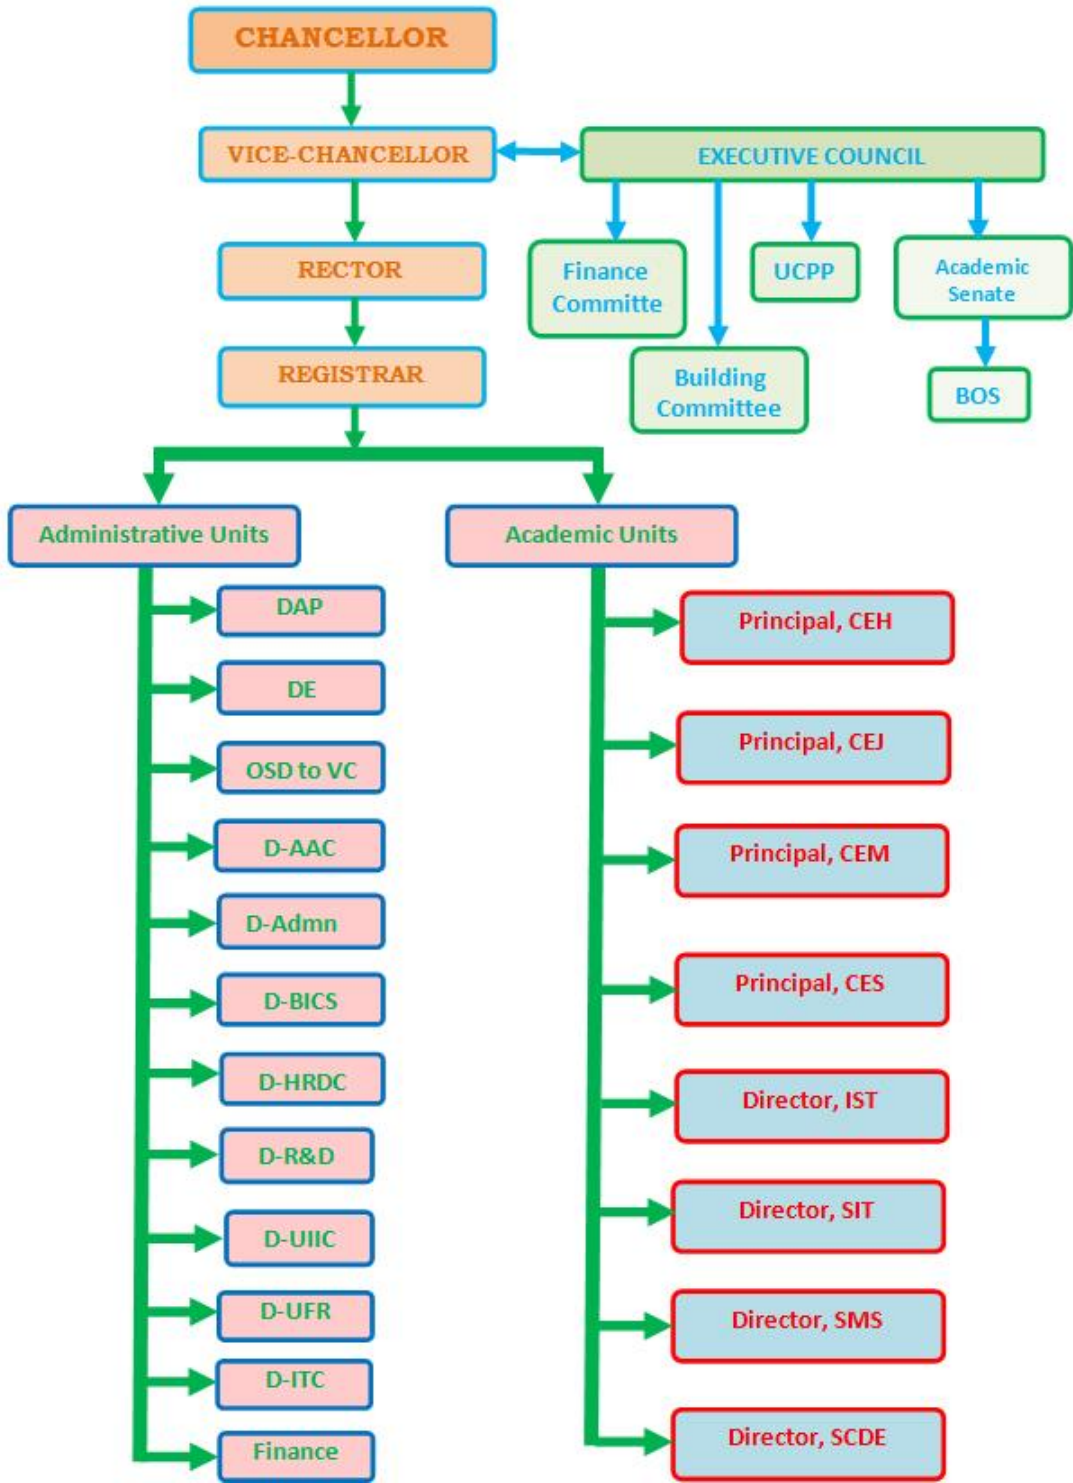 CHANCELLOR
VICE-CHANCELLOR
EXECUTIVE COUNCIL
RECTOR
Finance
Committe
UCPP
Academic
Senate
REGISTRAR
Building
Committee
BOS
Administrative Units
Academic Units
DAP
DE
OSD to VC
D-AAC
D-Admn
D-BICS
D-HRDC
D-R&D
D-UIIC
D-UFR
D-ITC
Finance
Principal, CEH
Principal, CEJ
Principal, CEM
Principal, CES
Director, IST
Director, SIT
Director, SMS
Director, SCDE